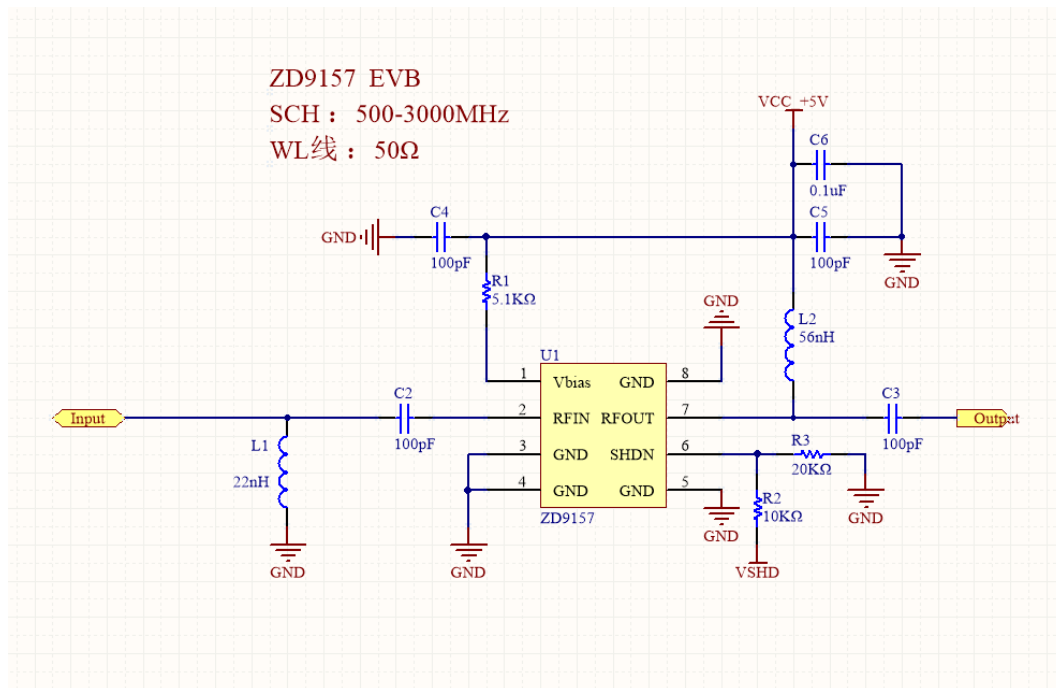 ZD9157 EVB
SCH： 500-3000MHz
WL线： 50Ω
VCC +5V
C6
0.1uF
C4
C5
GND
100pF
100pF
R1
5.1KΩ
GND
GND
L2
56nH
U1
1
Vbias
GND
8
C2
C3
Input
2
RFIN
RFOUT
7
Output
100pF
100pF
L1
22nH
3
GND
SHDN
6
R3
20KΩ
4
GND
GND
5
R2
10KΩ
ZD9157
GND
GND
GND
GND
VSHD